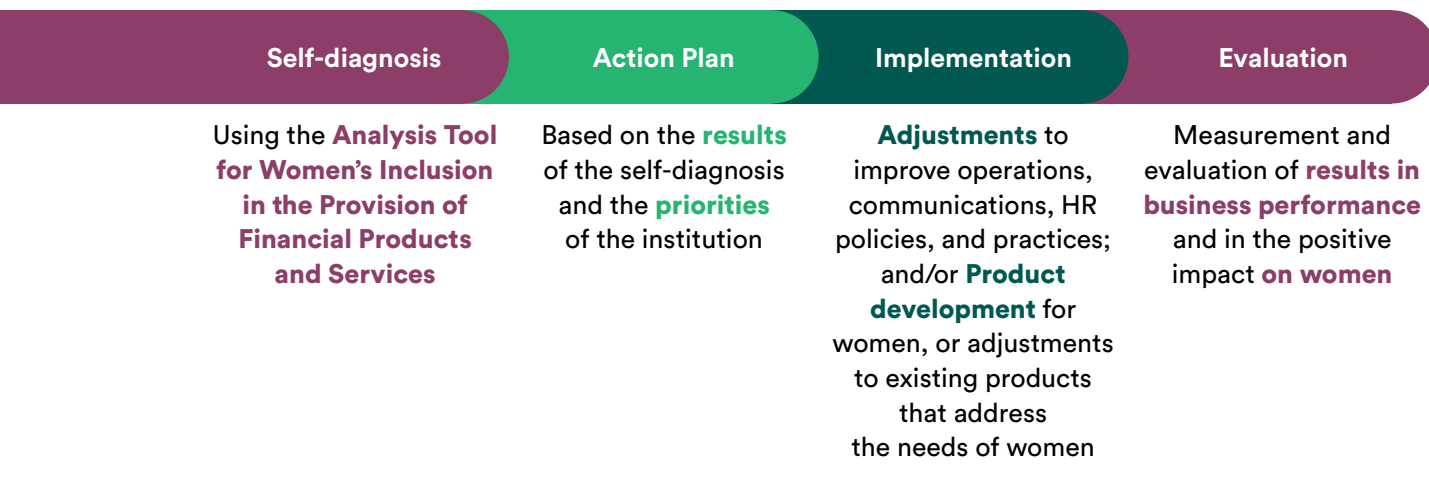 Self-diagnosis
Using the Analysis Tool
for Women’s Inclusion
in the Provision of
Financial Products
and Services
Action Plan
Based on the results
of the self-diagnosis
and the priorities
of the institution
Implementation
Adjustments to
improve operations,
communications, HR
policies, and practices;
and/or Product
development for
women, or adjustments
to existing products
that address
the needs of women
Evaluation
Measurement and
evaluation of results in
business performance
and in the positive
impact on women